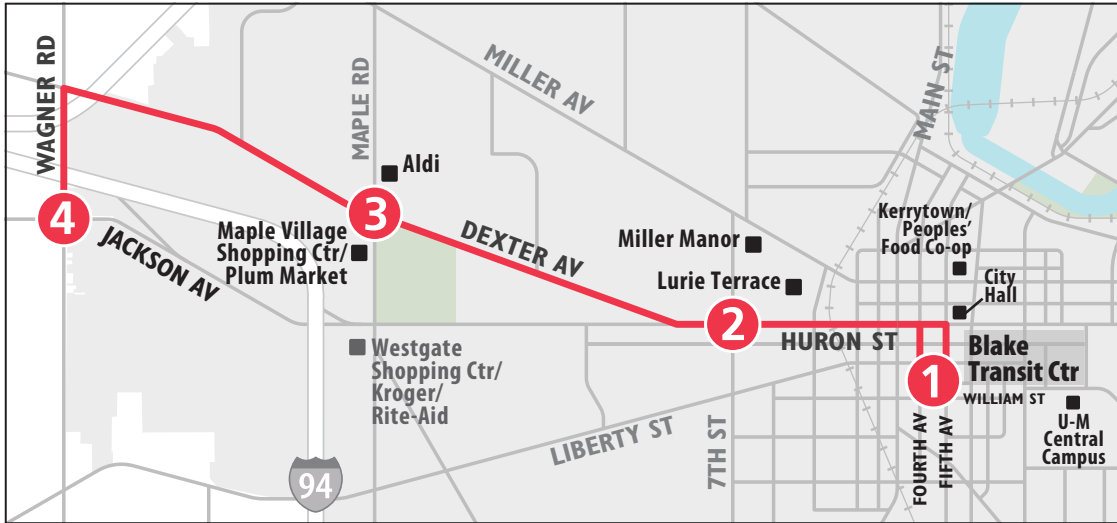 WAGNER RD
MAPLE RD
MILLER AV
MAIN ST
Aldi
3
4
JACKSON AV
Maple Village
Shopping Ctr/
Plum Market
DEXTER AV
Miller Manor
Lurie Terrace
Kerrytown/
Peoples'
Food Co-op
City
Hall
2
HURON ST
Blake
Transit Ctr
1
WILLIAM ST
Westgate
Shopping Ctr/
Kroger/
Rite-Aid
LIBERTY ST
7TH ST
FOURTH AV
FIFTH AV
U-M
Central
Campus
94